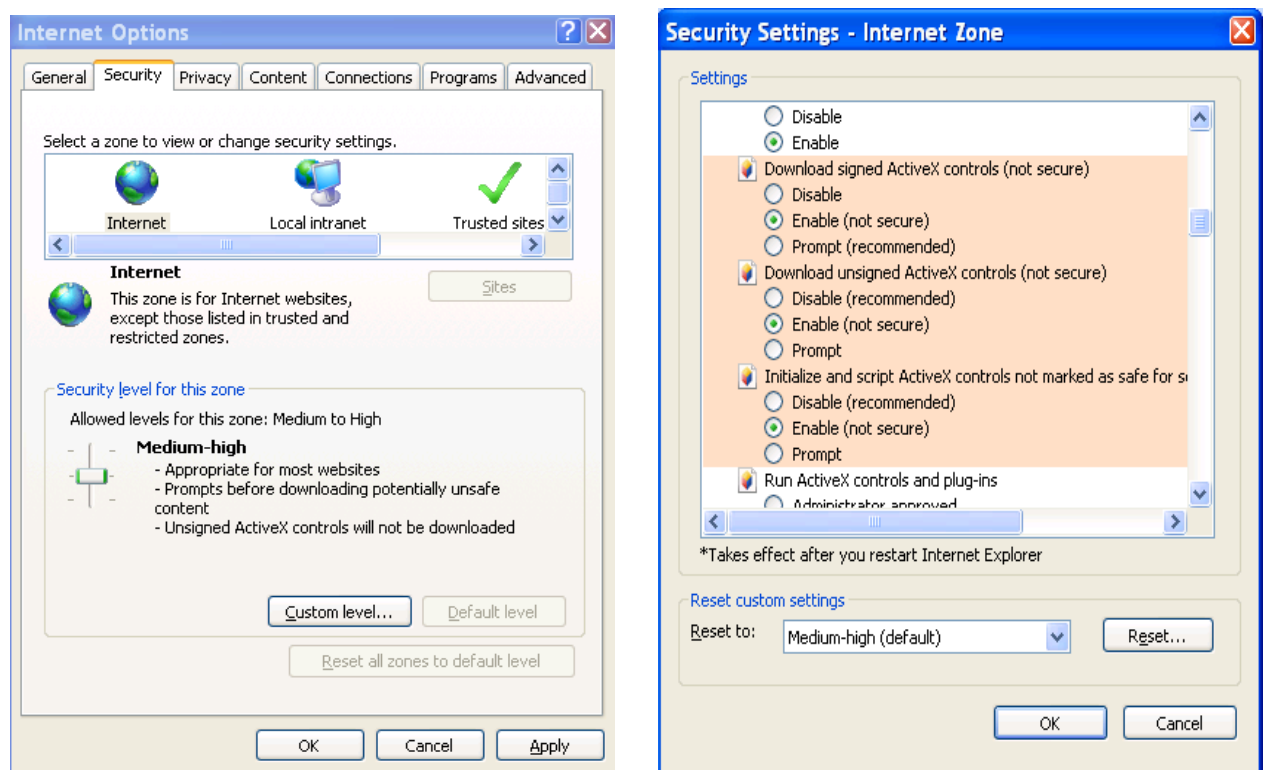 Internet Options
General Security Privacy Content Connections Programs Advanced
Select a zone to view or change security settings.
Internet Local intranet Trusted sites
Internet
This zone is for Internet websites,
except those listed in trusted and
restricted zones.
Sites
Security level for this zone
Allowed levels for this zone: Medium to High
Medium-high
- Appropriate for most websites
- Prompts before downloading potentially unsafe
content
- Unsigned ActiveX controls will not be downloaded
Custom level... Default level
Reset all zones to default level
OK Cancel Apply
Security Settings - Internet Zone
Settings
Disable
Enable
Download signed ActiveX controls (not secure)
Disable
Enable (not secure)
Prompt (recommended)
Download unsigned ActiveX controls (not secure)
Disable (recommended)
Enable (not secure)
Prompt
Initialize and script ActiveX controls not marked as safe for s
Disable (recommended)
Enable (not secure)
Prompt
Run ActiveX controls and plug-ins
Administrator approved
*Takes effect after you restart Internet Explorer
Reset custom settings
Reset to: Medium-high (default) Reset...
OK Cancel